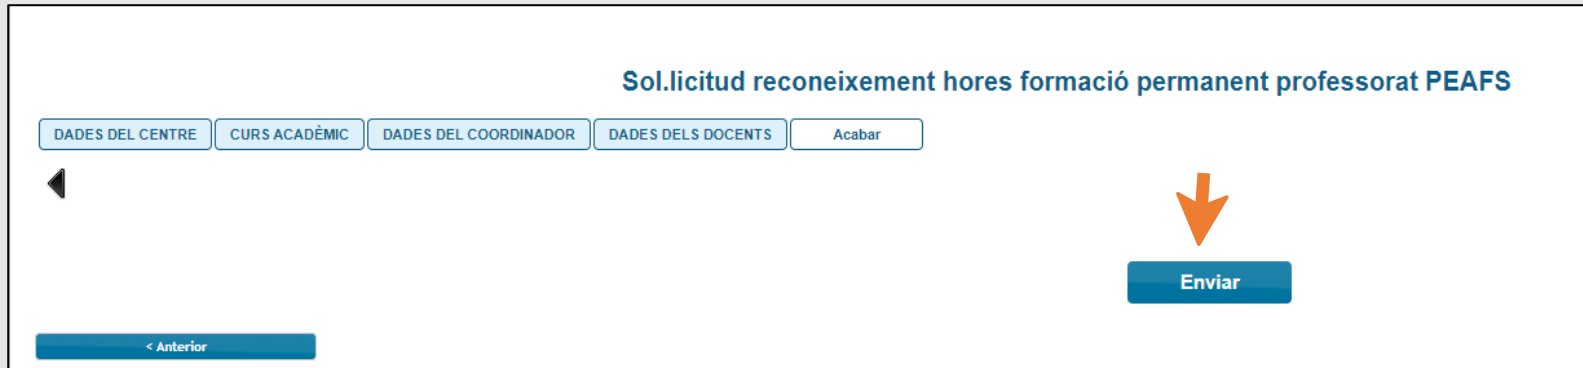 Sol.licitud reconeixement hores formació permanent professorat PEAFS
DADES DEL CENTRE CURS ACADÈMIC DADES DEL COORDINADOR DADES DELS DOCENTS Acabar
Enviar
< Anterior